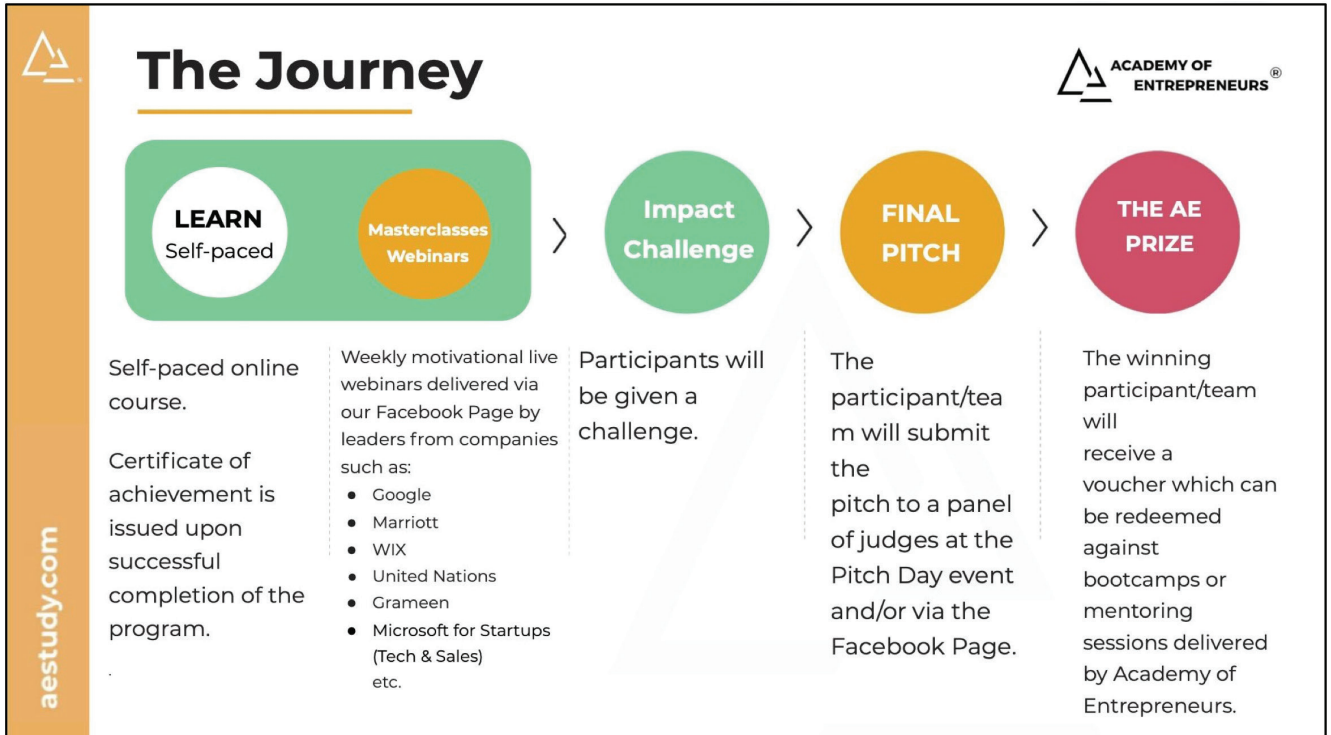 The Journey
ACADEMY OF
ENTREPRENEURS®
LEARN
Self-paced
Masterclasses
Webinars
>
Impact
Challenge
>
FINAL
PITCH
>
THE AE
PRIZE
Self-paced online
course.
Certificate of
achievement is
issued upon
successful
completion of the
program.
.
Weekly motivational live
webinars delivered via
our Facebook Page by
leaders from companies
such as:
● Google
● Marriott
● WIX
● United Nations
● Grameen
● Microsoft for Startups
(Tech & Sales)
etc.
Participants will
be given a
challenge.
The
participant/tea
m will submit
the
pitch to a panel
of judges at the
Pitch Day event
and/or via the
Facebook Page.
The winning
participant/team
will
receive a
voucher which can
be redeemed
against
bootcamps or
mentoring
sessions delivered
by Academy of
Entrepreneurs.
aestudy.com